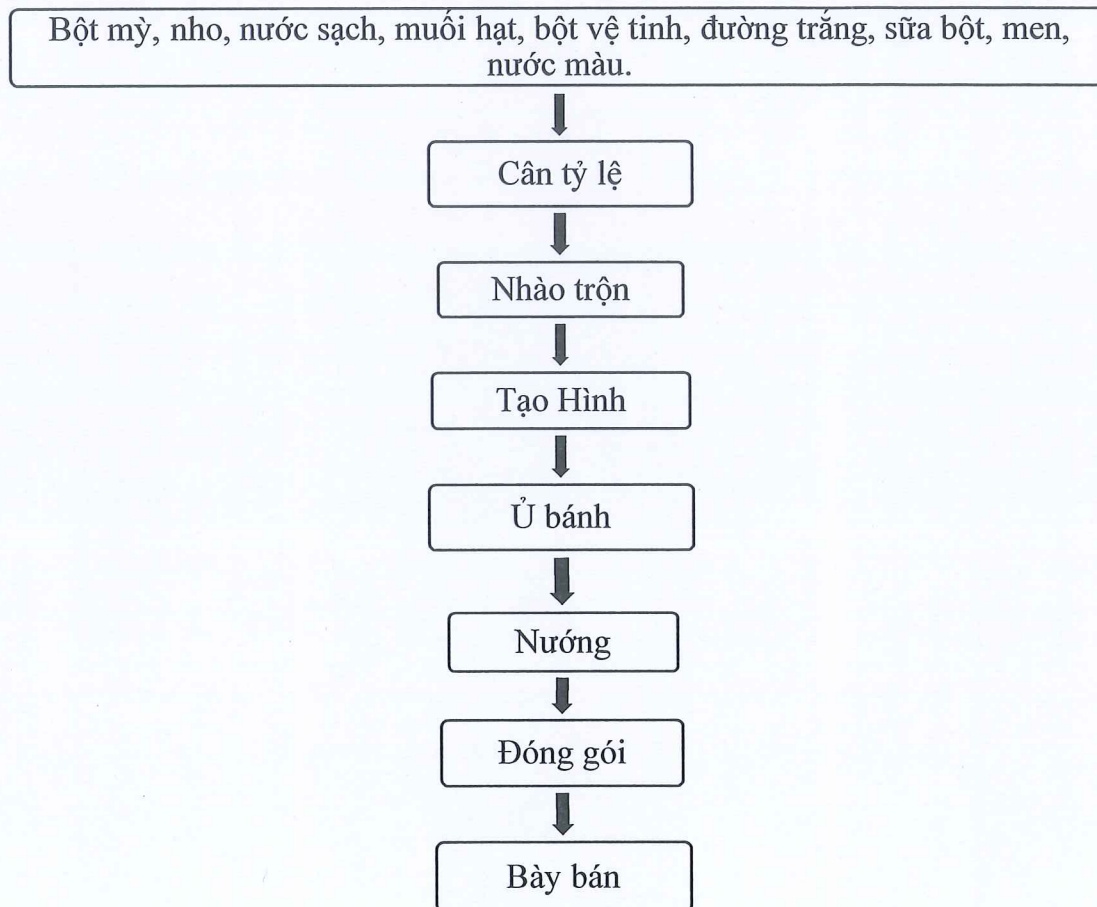 Bột mỳ, nho, nước sạch, muối hạt, bột vệ tinh, đường trắng, sữa bột, men,
nước màu.
Cân tỷ lệ
Nhào trộn
Tạo Hình
Ủ bánh
Nướng
Đóng gói
Bày bán